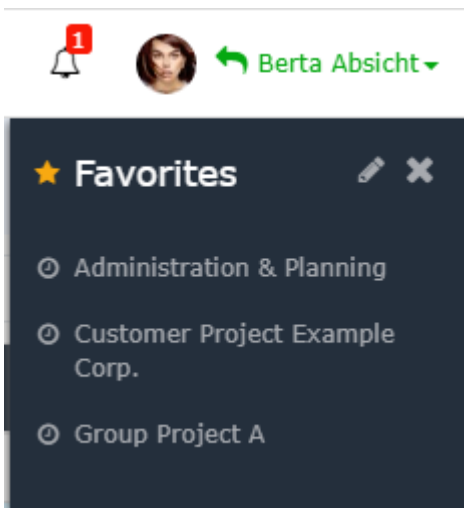 1
Berta Absicht
Favorites
Administration & Planning
Customer Project Example
Corp.
Group Project A